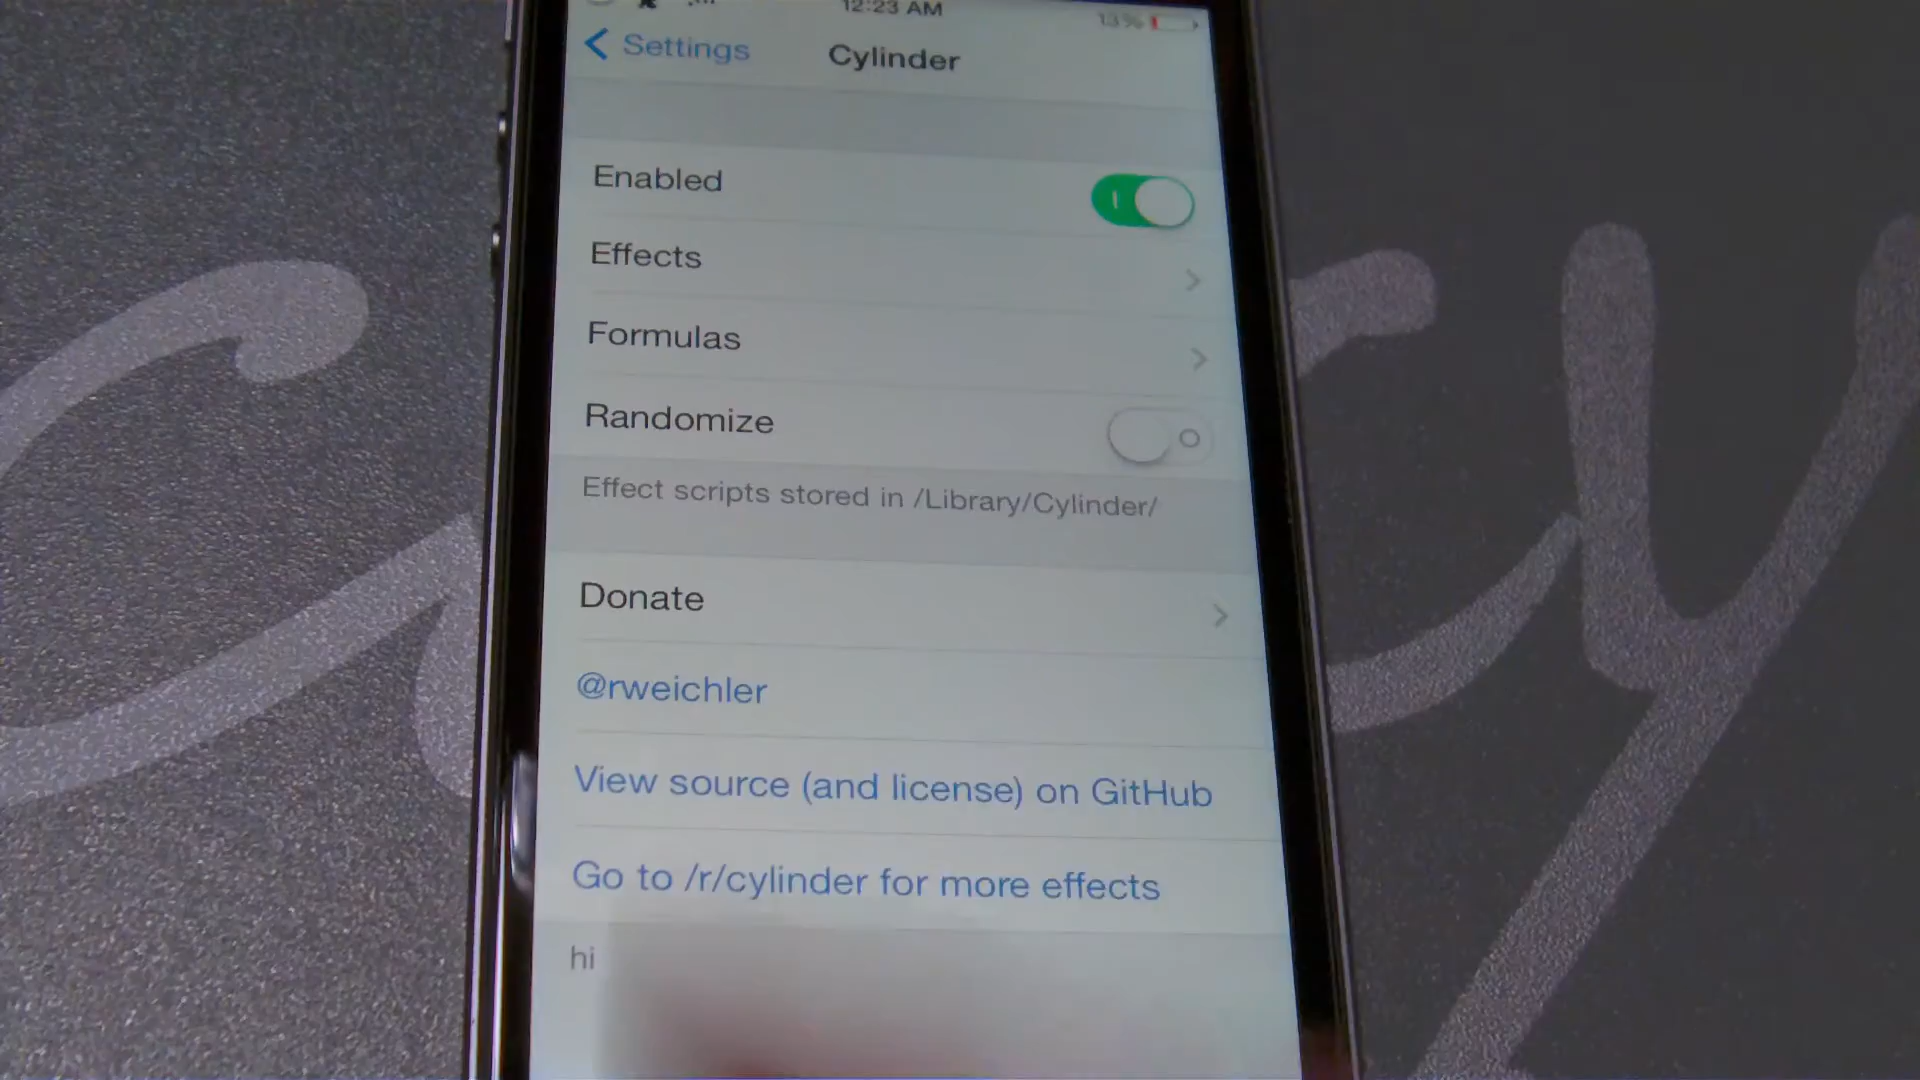 12:23 AM
13%
Settings
Cylinder
Enabled
Effects
Formulas
Randomize
Effect scripts stored in /Library/Cylinder/
Donate
@rweichler
View source (and license) on GitHub
Go to /r/cylinder for more effects
hi